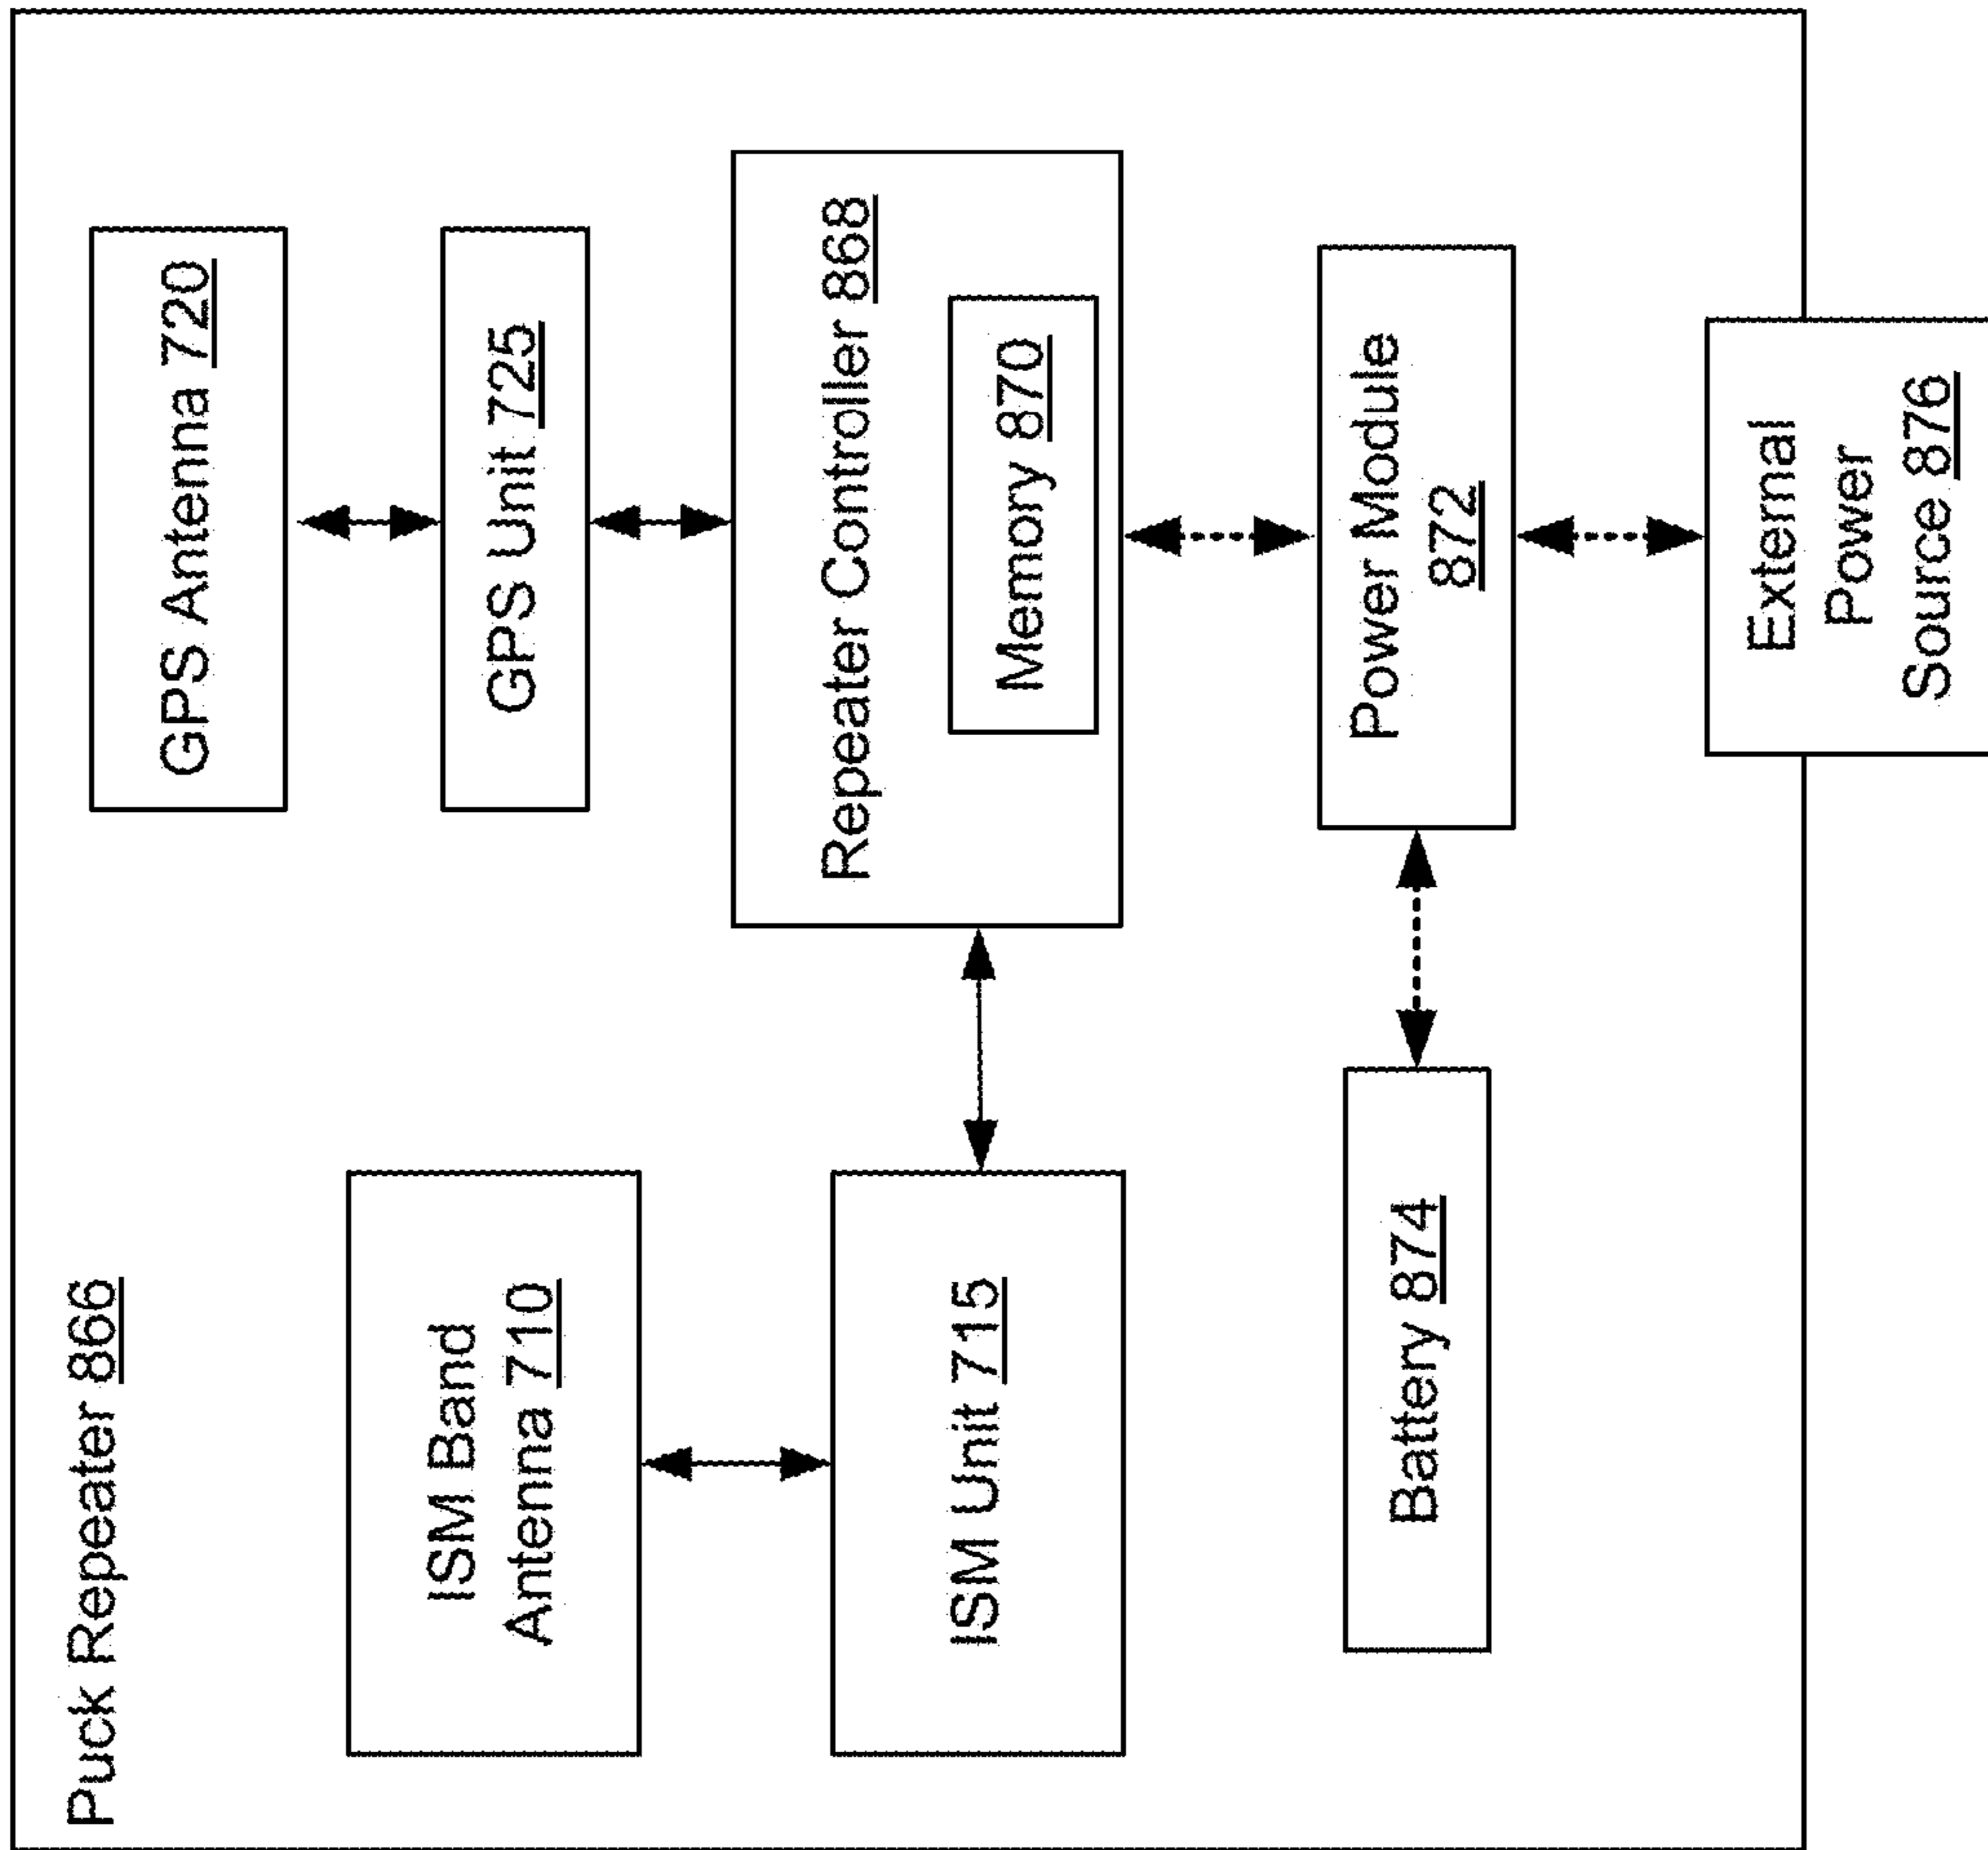 Puck Repeater 866
ISM Band
Antenna 710
GPS Antenna 720
GPS Unit 725
ISM Unit 715
Repeater Controller 868
Memory 870
Battery 874
Power Module
872
External
Power
Source 876